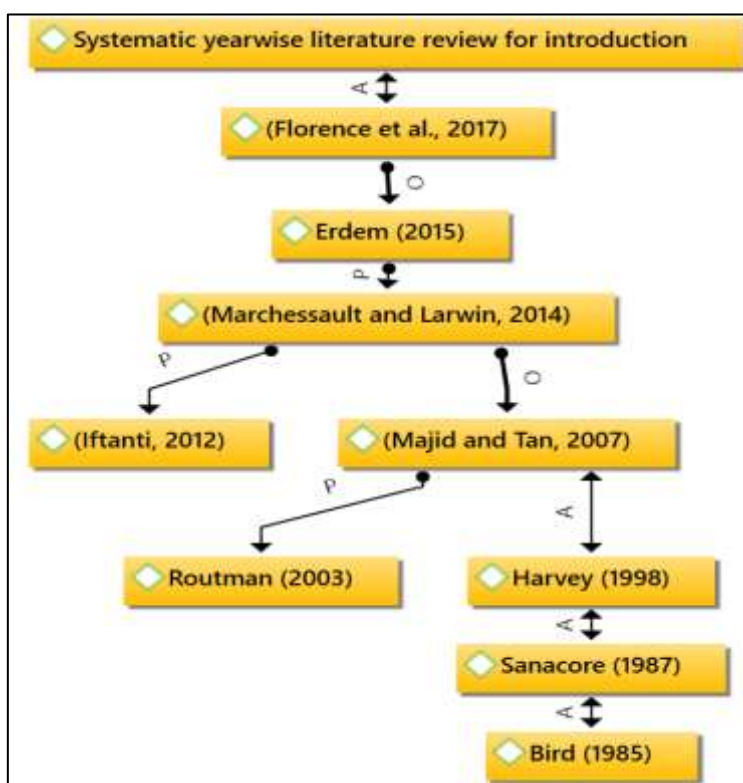 Systematic yearwise literature review for introduction
A
(Florence et al., 2017)
O
Erdem (2015)
P
(Marchessault and Larwin, 2014)
P
O
(Iftanti, 2012)
(Majid and Tan, 2007)
P
A
Routman (2003)
Harvey (1998)
A
Sanacore (1987)
A
Bird (1985)